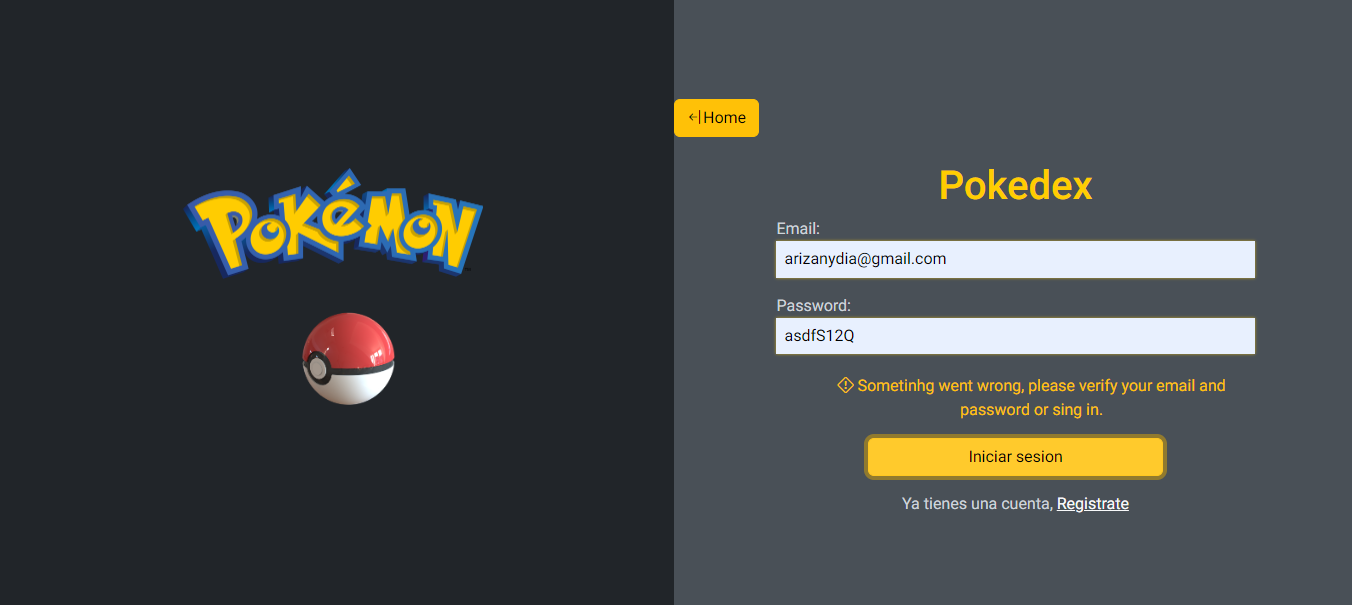 Pokémon
Home
Pokedex
Email:
arizanydia@gmail.com
Password:
asdfS12Q
Sometinhg went wrong, please verify your email and
password or sing in.
Iniciar sesion
Ya tienes una cuenta, Registrate